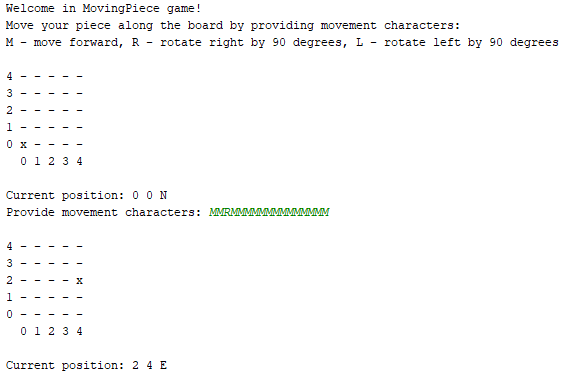 Welcome in MovingPiece game!
Move your piece along the board by providing movement characters:
M - move forward, R - rotate right by 90 degrees, L - rotate left by 90 degrees
4 - - - - -
3 - - - - -
2 - - - - -
1 - - - - -
0 x - - - -
  0 1 2 3 4
Current position: 0 0 N
Provide movement characters: MMRMMMMMMMMMMMMMM
4 - - - - -
3 - - - - -
2 - - - - x
1 - - - - -
0 - - - - -
  0 1 2 3 4
Current position: 2 4 E